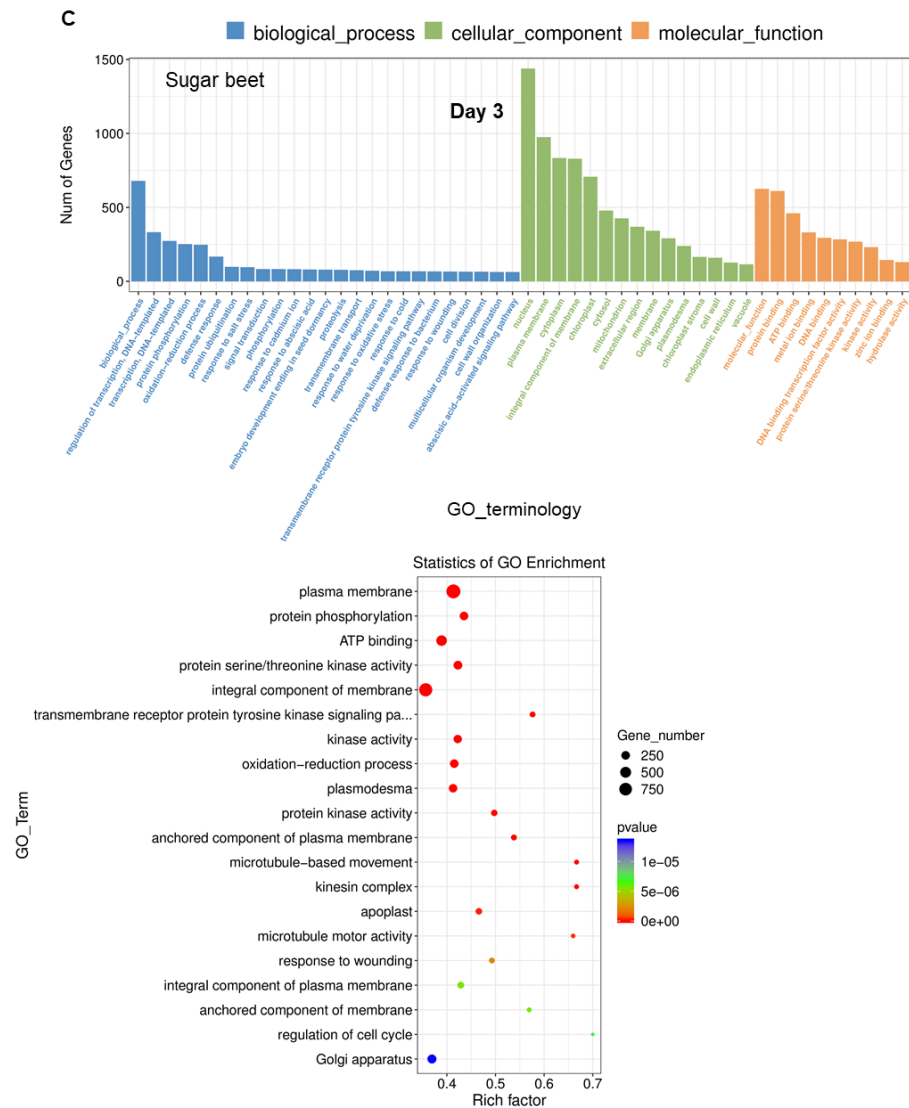 C
biological_process cellular_component molecular_function
1500
1000
500
0
Num of Genes
Sugar beet
Day 3
biological_process
regulation of transcription, DNA-templated
transcription, DNA-templated
protein phosphorylation
oxidation-reduction process
defense response
protein ubiquitination
response to salt stress
signal transduction
phosphorylation
response to cadmium ion
response to abscisic acid
embryo development ending in seed dormancy
proteolysis
transmembrane transport
response to water deprivation
response to oxidative stress
response to cold
transmembrane receptor protein tyrosine kinase signaling pathway
defense response to bacterium
response to wounding
cell division
multicellular organism development
cell wall organization
abscisic acid-activated signaling pathway
nucleus
plasma membrane
cytoplasm
integral component of membrane
chloroplast
cytosol
mitochondrion
extracellular region
membrane
Golgi apparatus
plasmodesma
chloroplast stroma
cell wall
endoplasmic reticulum
vacuole
molecular_function
protein binding
ATP binding
metal ion binding
DNA binding
DNA binding transcription factor activity
protein serine/threonine kinase activity
kinase activity
zinc ion binding
hydrolase activity
GO_terminology
Statistics of GO Enrichment
GO_Term
plasma membrane
protein phosphorylation
ATP binding
protein serine/threonine kinase activity
integral component of membrane
transmembrane receptor protein tyrosine kinase signaling pa...
kinase activity
oxidation−reduction process
plasmodesma
protein kinase activity
anchored component of plasma membrane
microtubule−based movement
kinesin complex
apoplast
microtubule motor activity
response to wounding
integral component of plasma membrane
anchored component of membrane
regulation of cell cycle
Golgi apparatus
0.4 0.5 0.6 0.7
Rich factor
Gene_number
250
500
750
pvalue
1e−05
5e−06
0e+00